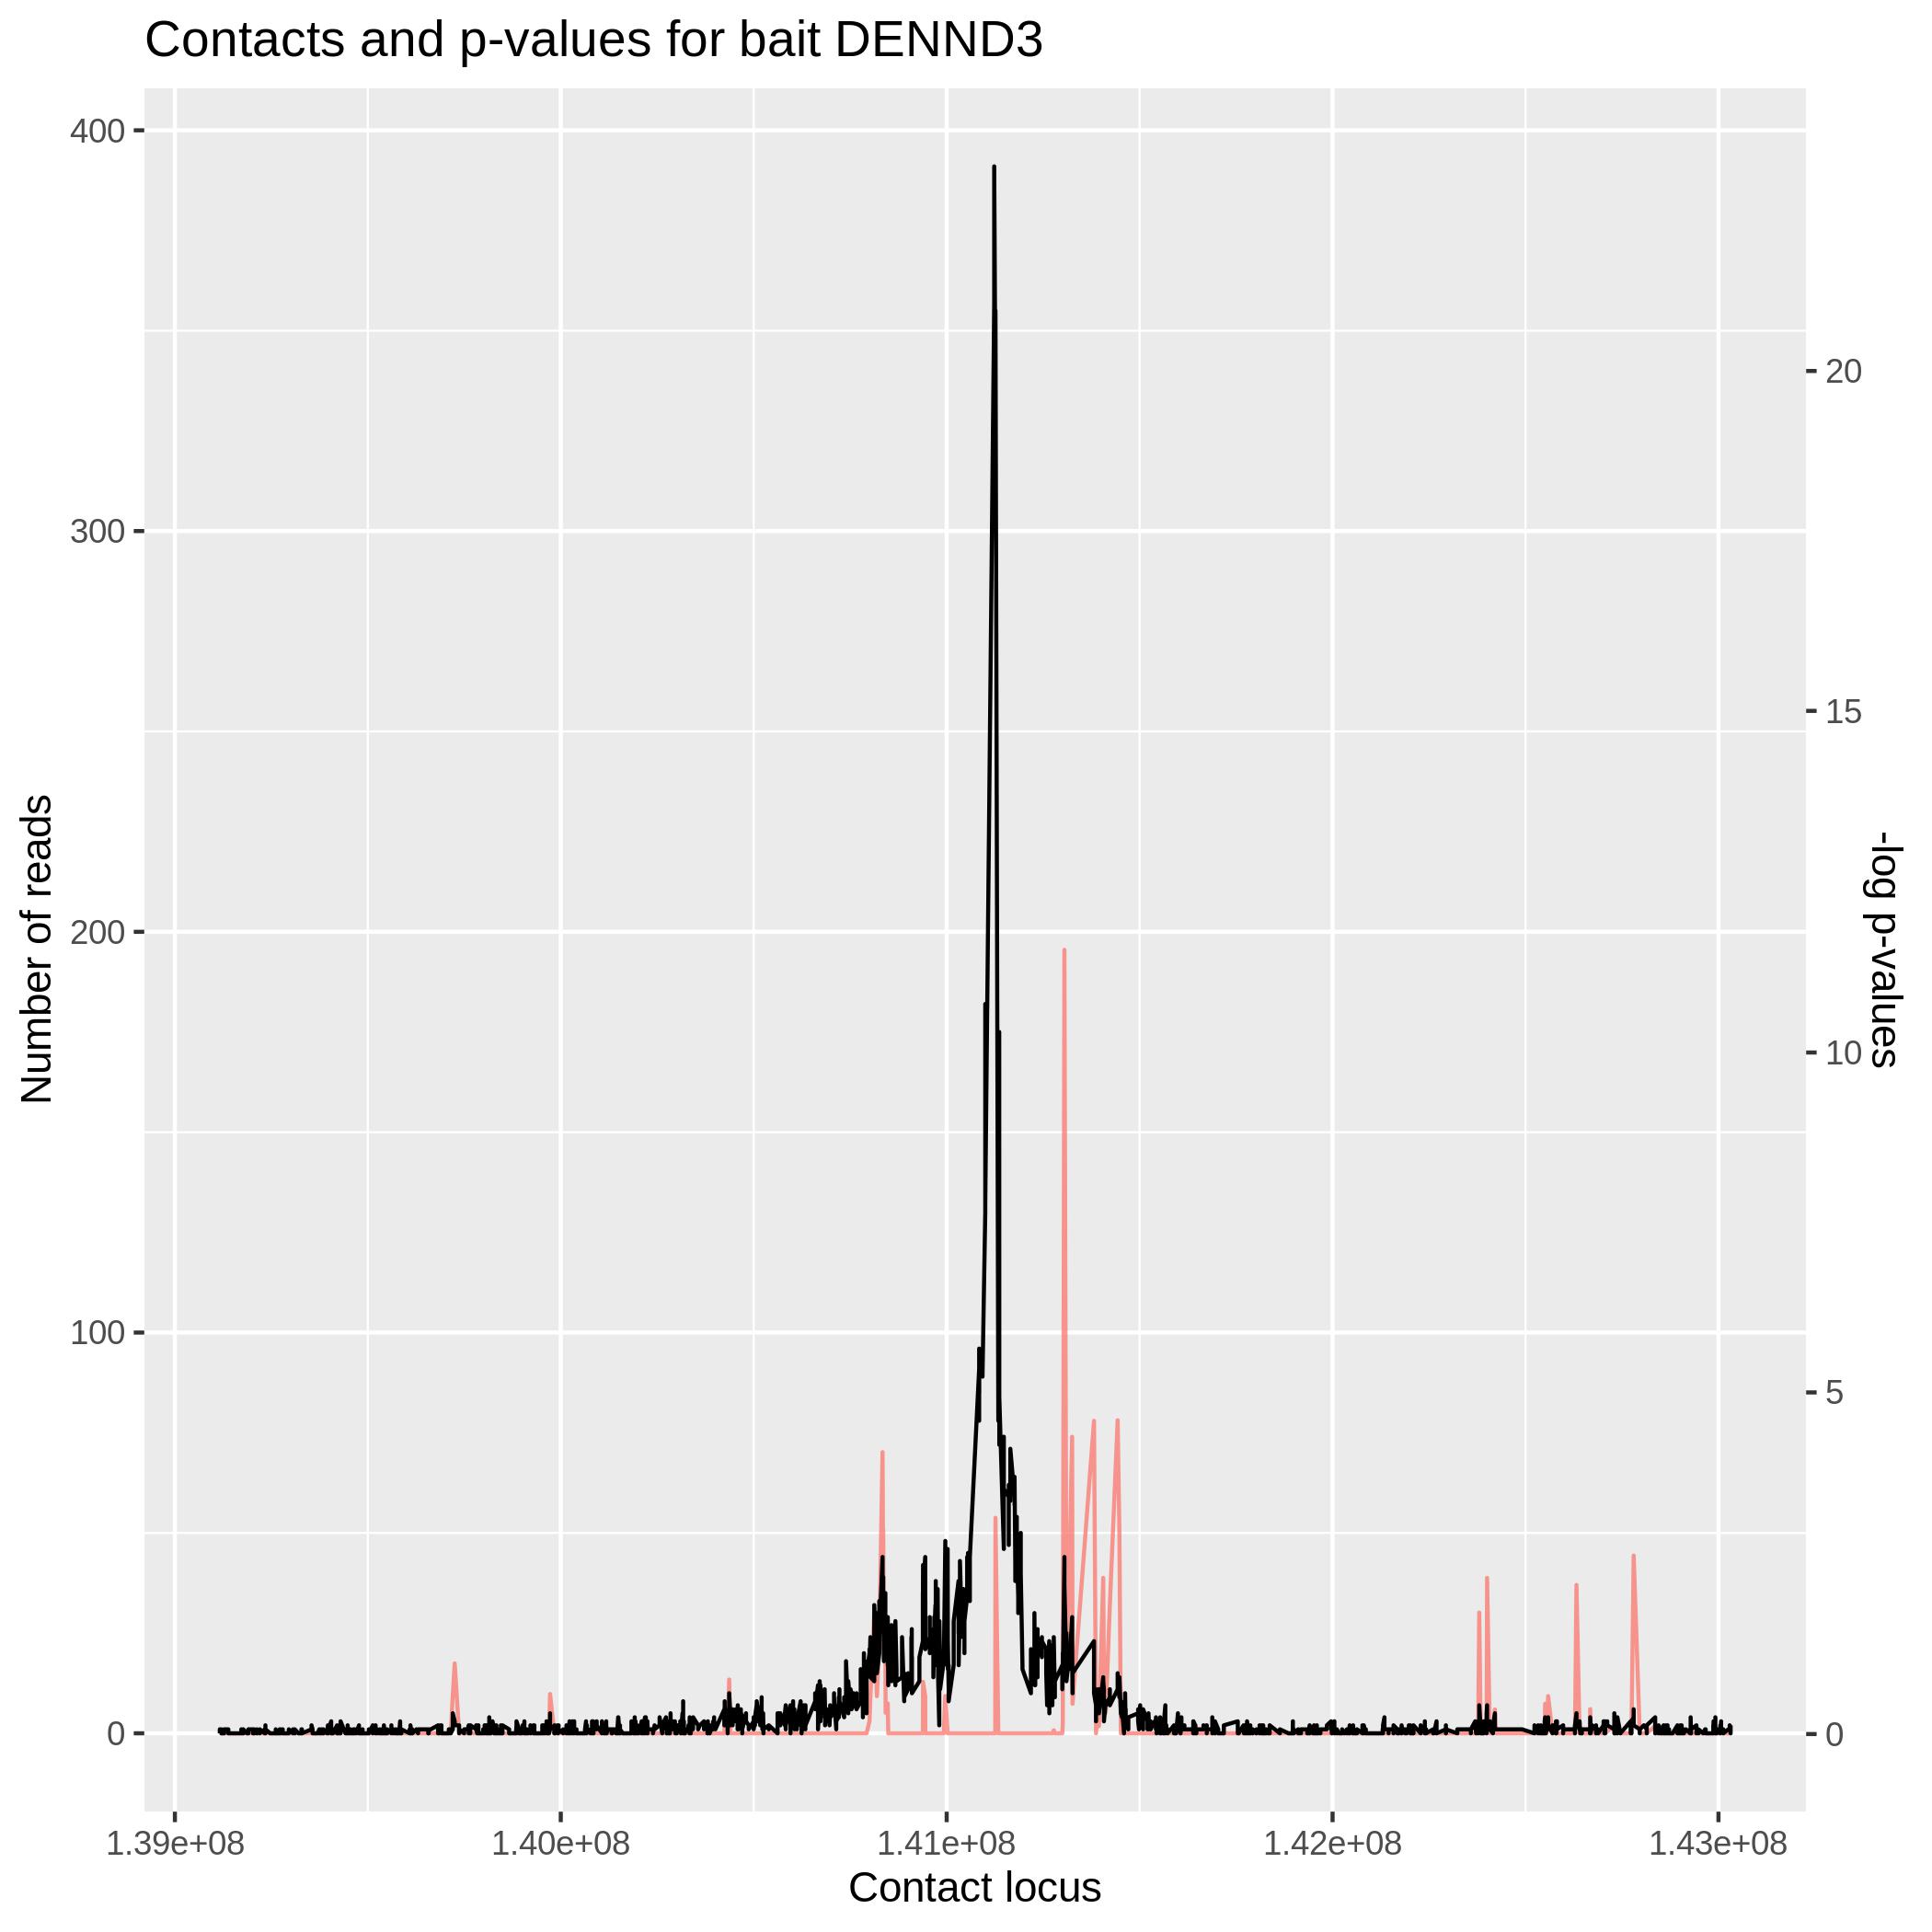 Contacts and p-values for bait DENND3
400
300
200
100
0
Number of reads
20
15
10
5
0
-log p-values
1.39e+08 1.40e+08 1.41e+08 1.42e+08 1.43e+08
Contact locus